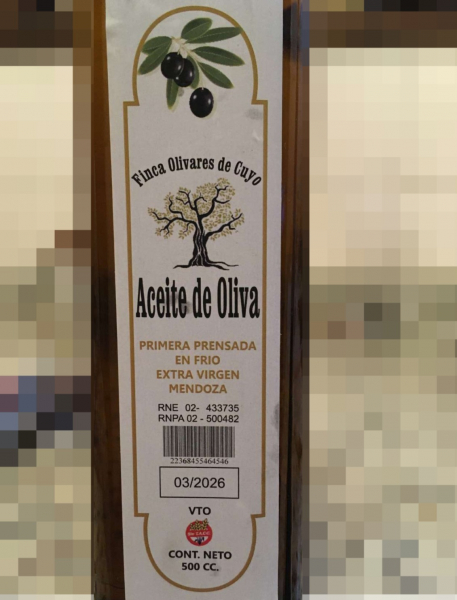 Finca Olivares de Cuyo
Aceite de Oliva
PRIMERA PRENSADA
EN FRIO
EXTRA VIRGEN
MENDOZA
RNE 02- 433735
RNPA 02 - 500482
22368455464546
03/2026
VTO
CONT. NETO
500 CC.